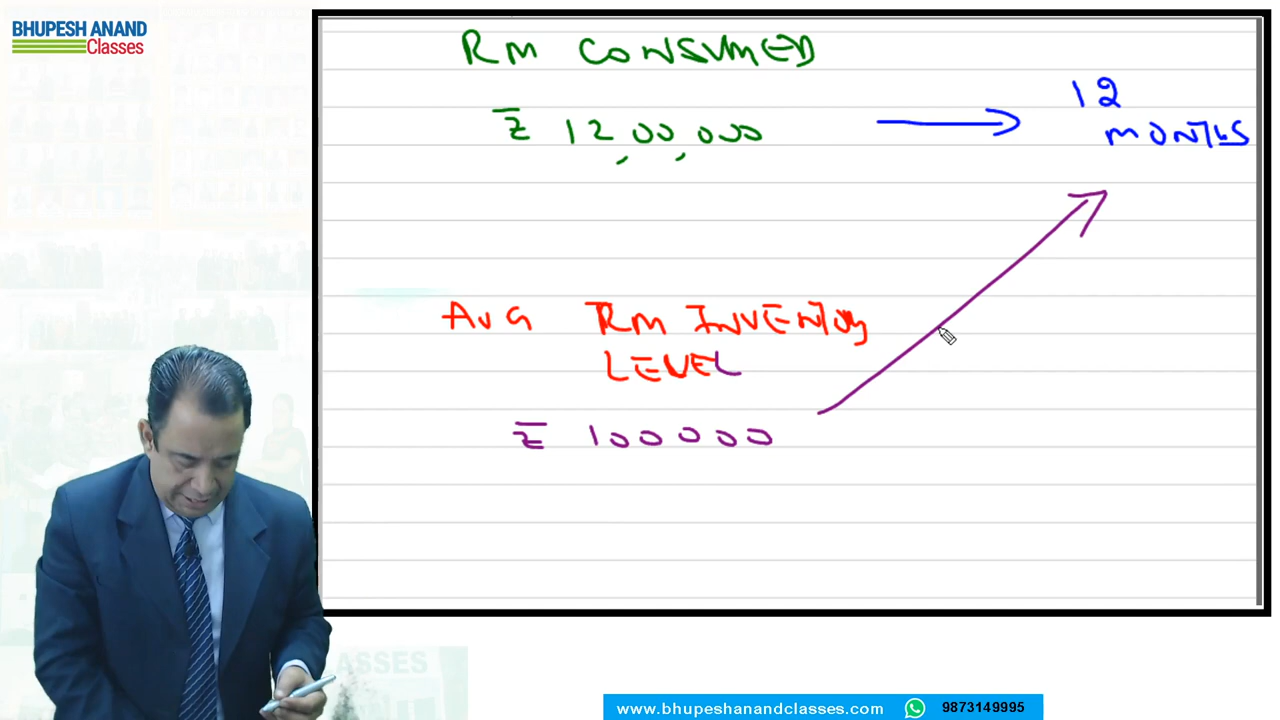 BHUPESH ANAND
Classes
RM CONSUMED
₹ 12,00,000
12
MONTHS
AVG RM INVENTORY
LEVEL
₹ 100000
ASSES
www.bhupeshanandclasses.com 9873149995